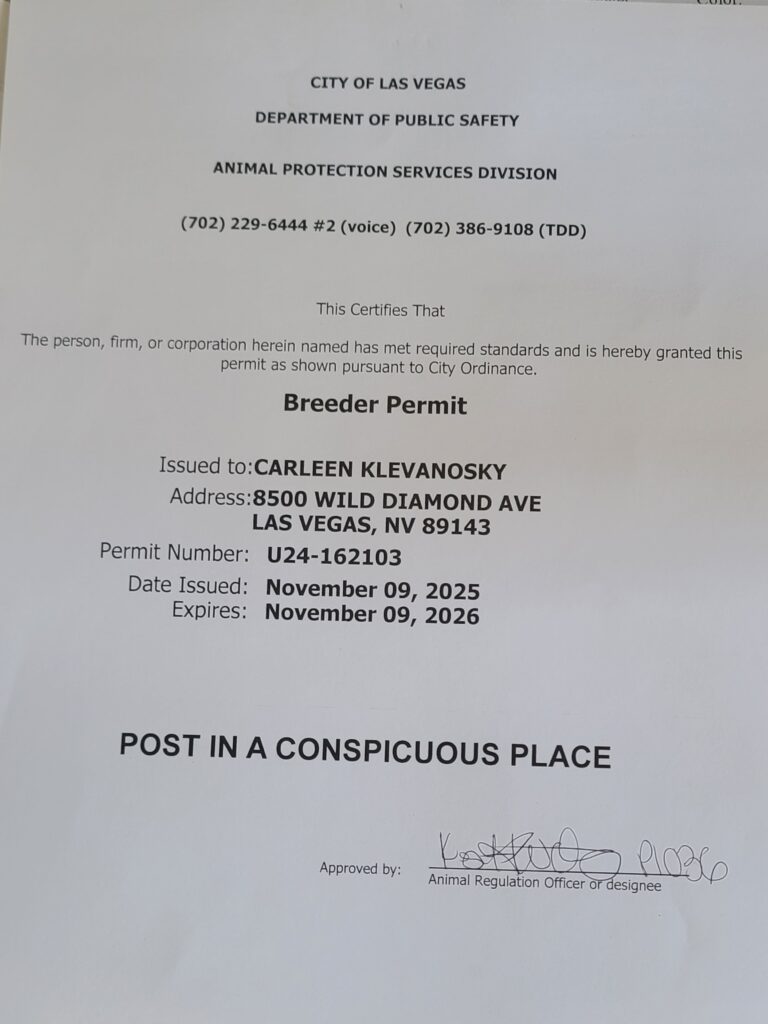 CITY OF LAS VEGAS
DEPARTMENT OF PUBLIC SAFETY
ANIMAL PROTECTION SERVICES DIVISION
(702) 229-6444 #2 (voice) (702) 386-9108 (TDD)
This Certifies That
The person, firm, or corporation herein named has met required standards and is hereby granted this
permit as shown pursuant to City Ordinance.
Breeder Permit
Issued to:CARLEEN KLEVANOSKY
Address:8500 WILD DIAMOND AVE
LAS VEGAS, NV 89143
Permit Number: U24-162103
Date Issued: November 09, 2025
Expires: November 09, 2026
POST IN A CONSPICUOUS PLACE
P1036
Approved by:
Animal Regulation Officer or designee